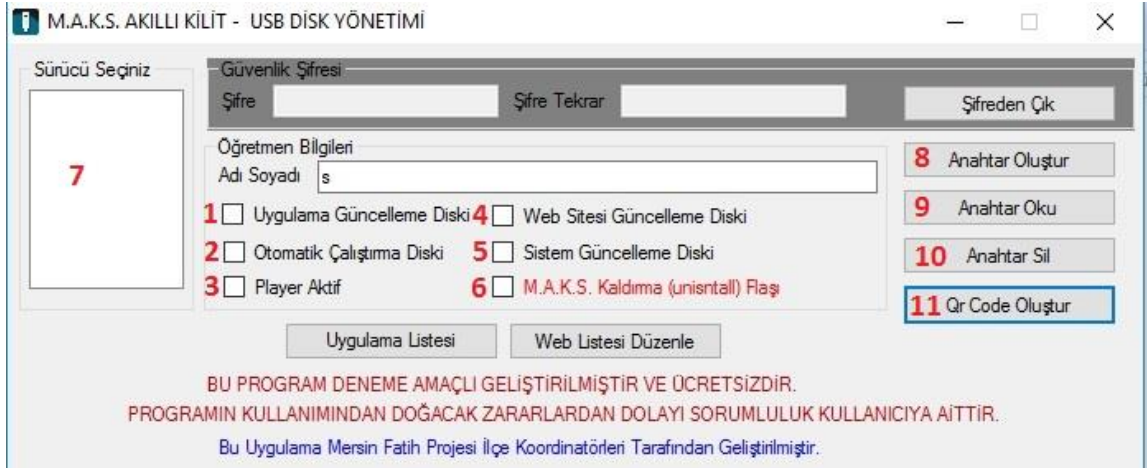 M.A.K.S. AKILLI KİLİT - USB DİSK YÖNETİMİ
Sürücü Seçiniz
7
Güvenlik Şifresi
Şifre
Şifre Tekrar
Şifreden Çık
Öğretmen Bİlgileri
Adı Soyadı s
1 Uygulama Güncelleme Diski
4 Web Sitesi Güncelleme Diski
2 Otomatik Çalıştırma Diski
5 Sistem Güncelleme Diski
3 Player Aktif
6 M.A.K.S. Kaldırma (unisntall) Flaşı
8 Anahtar Oluştur
9 Anahtar Oku
10 Anahtar Sil
11 Qr Code Oluştur
Uygulama Listesi
Web Listesi Düzenle
BU PROGRAM DENEME AMAÇLI GELİŞTİRİLMİŞTİR VE ÜCRETSİZDİR.
PROGRAMIN KULLANIMINDAN DOĞACAK ZARARLARDAN DOLAYI SORUMLULUK KULLANICIYA AİTTİR.
Bu Uygulama Mersin Fatih Projesi İlçe Koordinatörleri Tarafından Geliştirilmiştir.